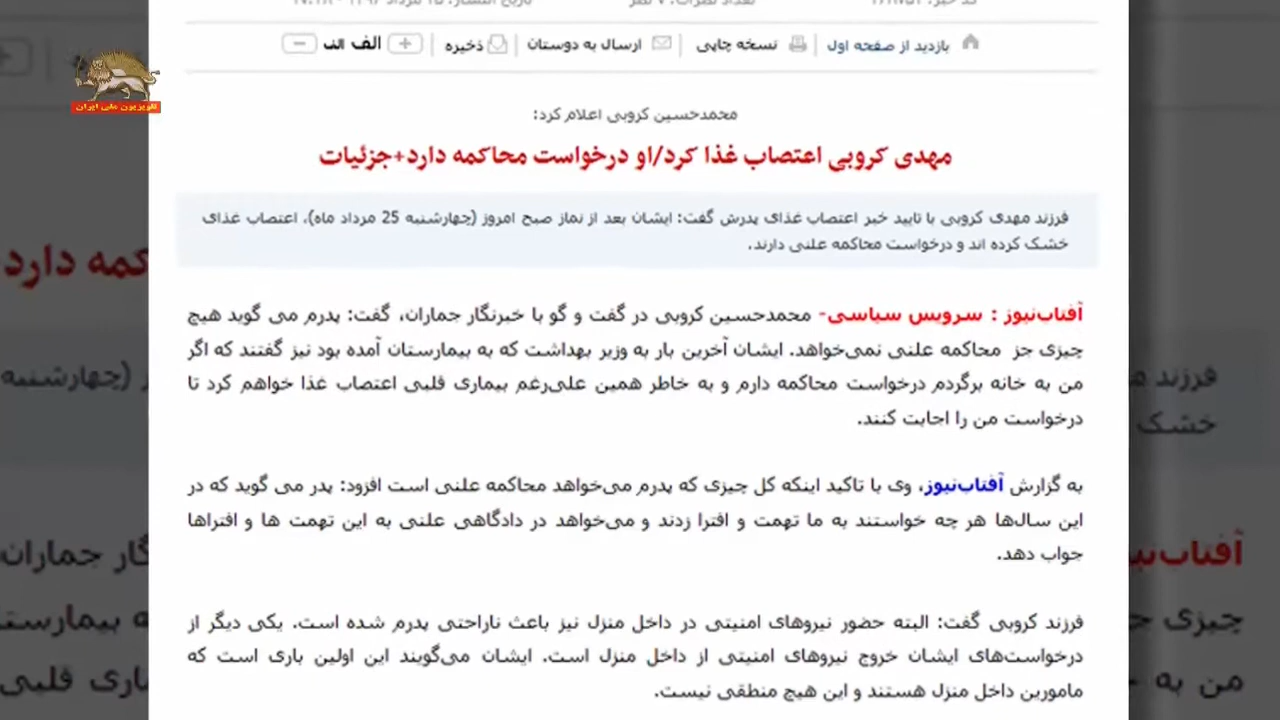 بازدید از صفحه اول | نسخه چاپی | ارسال به دوستان | ذخیره | + الف الف −
تلویزیون ملی ایران
محمدحسین کروبی اعلام کرد:
مهدی کروبی اعتصاب غذا کرد/او درخواست محاکمه دارد+جزئیات
فرزند مهدی کروبی با تایید خبر اعتصاب غذای پدرش گفت: ایشان بعد از نماز صبح امروز (چهارشنبه 25 مرداد ماه)، اعتصاب غذای
خشک کرده اند و درخواست محاکمه علنی دارند.
آفتاب‌نیوز : سرویس سیاسی- محمدحسین کروبی در گفت و گو با خبرنگار جماران، گفت: پدرم می گوید هیچ
چیزی جز محاکمه علنی نمی‌خواهد. ایشان آخرین بار به وزیر بهداشت که به بیمارستان آمده بود نیز گفتند که اگر
من به خانه برگردم درخواست محاکمه دارم و به خاطر همین علی‌رغم بیماری قلبی اعتصاب غذا خواهم کرد تا
درخواست من را اجابت کنند.
به گزارش آفتاب‌نیوز، وی با تاکید اینکه کل چیزی که پدرم می‌خواهد محاکمه علنی است افزود: پدر می گوید که در
این سال‌ها هر چه خواستند به ما تهمت و افترا زدند و می‌خواهد در دادگاهی علنی به این تهمت ها و افتراها
جواب دهد.
فرزند کروبی گفت: البته حضور نیروهای امنیتی در داخل منزل نیز باعث ناراحتی پدرم شده است. یکی دیگر از
درخواست‌های ایشان خروج نیروهای امنیتی از داخل منزل است. ایشان می‌گویند این اولین باری است که
مامورین داخل منزل هستند و این هیچ منطقی نیست.